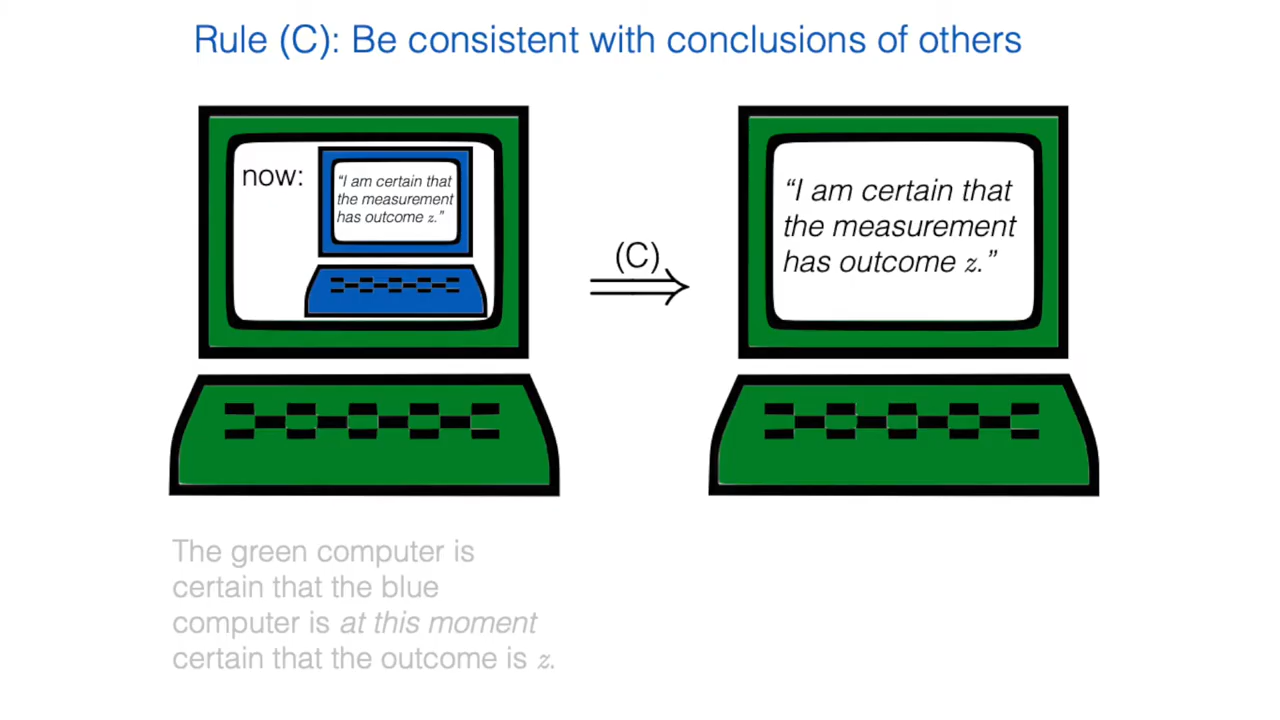 Rule (C): Be consistent with conclusions of others
now:
“I am certain that
the measurement
has outcome z.”
(C)
“I am certain that
the measurement
has outcome z.”
The green computer is
certain that the blue
computer is at this moment
certain that the outcome is z.